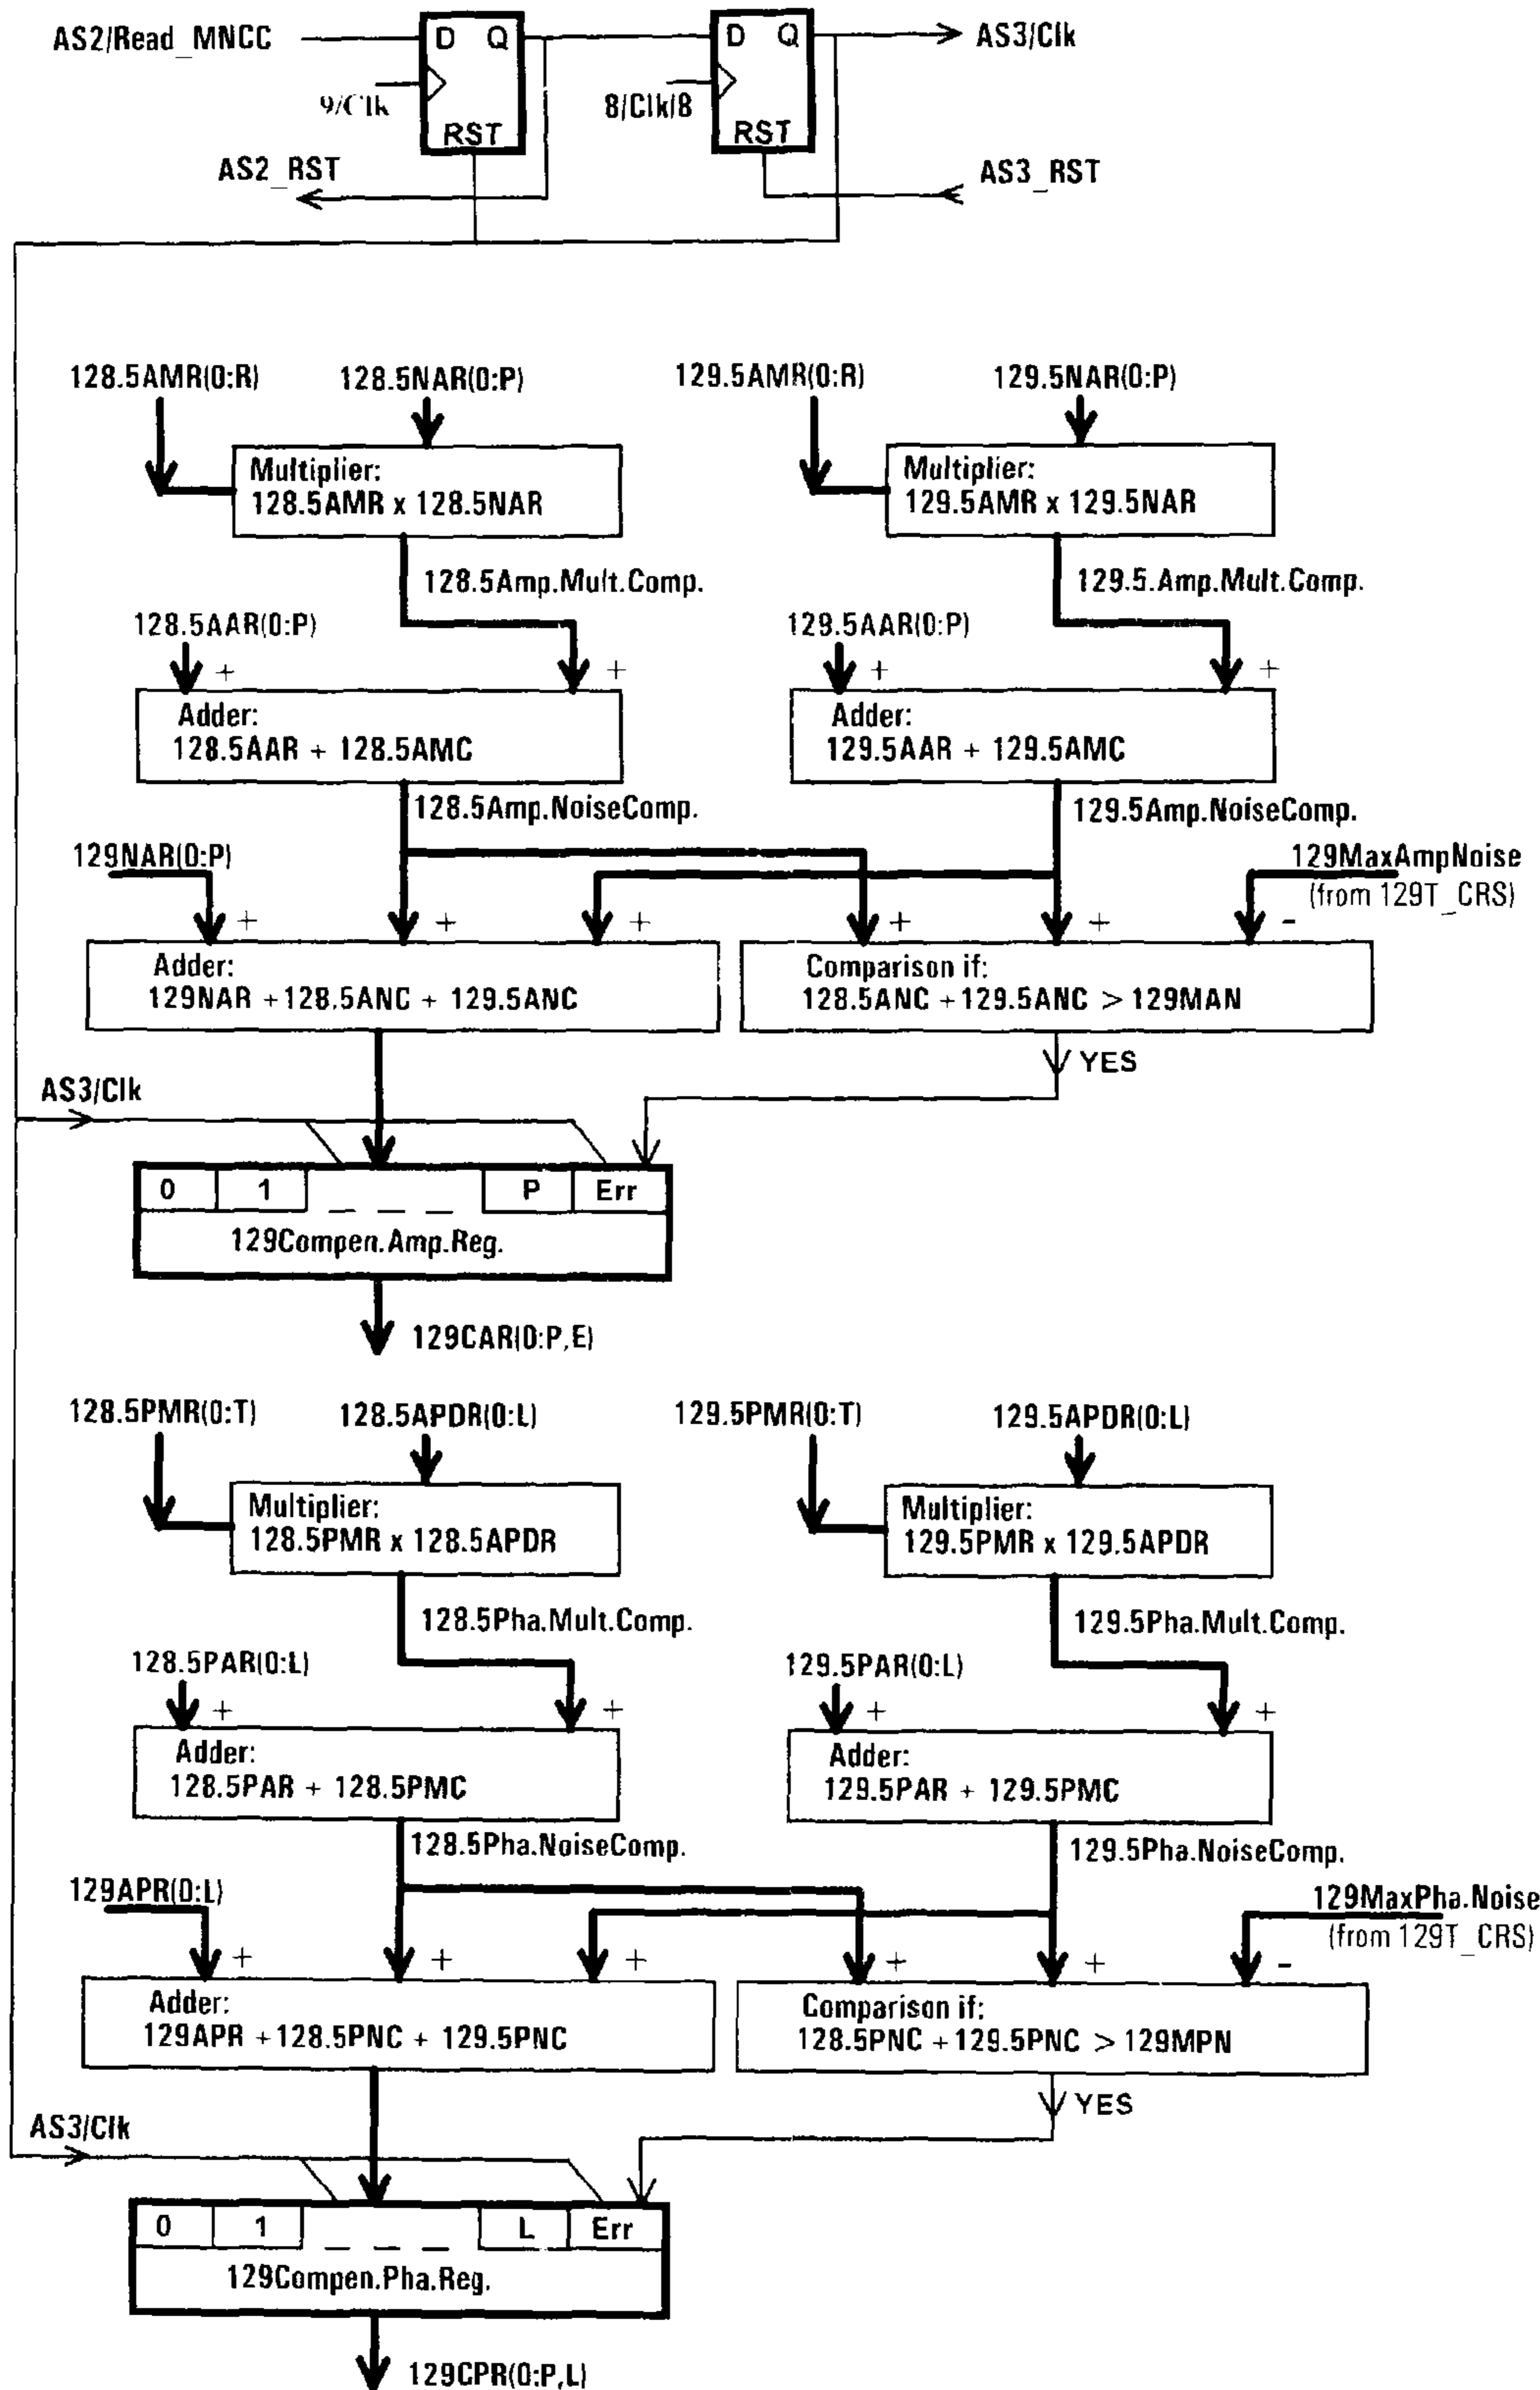 AS2/Read_MNCC
D Q
D Q
AS3/Clk
9/Clk
8/Clk/8
RST
RST
AS2_RST
AS3_RST
128.5AMR(0:R)
128.5NAR(0:P)
129.5AMR(0:R)
129.5NAR(0:P)
Multiplier:
128.5AMR x 128.5NAR
Multiplier:
129.5AMR x 129.5NAR
128.5Amp.Mult.Comp.
129.5.Amp.Mult.Comp.
128.5AAR(0:P)
129.5AAR(0:P)
+
+
+
+
Adder:
128.5AAR + 128.5AMC
Adder:
129.5AAR + 129.5AMC
128.5Amp.NoiseComp.
129.5Amp.NoiseComp.
129NAR(0:P)
129MaxAmpNoise
(from 129T_CRS)
+
+
+
+
+
-
Adder:
129NAR +128.5ANC + 129.5ANC
Comparison if:
128.5ANC +129.5ANC > 129MAN
YES
AS3/Clk
0
1
P
Err
129Compen.Amp.Reg.
129CAR(0:P,E)
128.5PMR(0:T)
128.5APDR(0:L)
129.5PMR(0:T)
129.5APDR(0:L)
Multiplier:
128.5PMR x 128.5APDR
Multiplier:
129.5PMR x 129.5APDR
128.5Pha.Mult.Comp.
129.5Pha.Mult.Comp.
128.5PAR(0:L)
129.5PAR(0:L)
+
+
+
+
Adder:
128.5PAR + 128.5PMC
Adder:
129.5PAR + 129.5PMC
128.5Pha.NoiseComp.
129.5Pha.NoiseComp.
129APR(0:L)
129MaxPha.Noise
(from 129T_CRS)
+
+
+
+
+
-
Adder:
129APR +128.5PNC + 129.5PNC
Comparison if:
128.5PNC +129.5PNC > 129MPN
YES
AS3/Clk
0
1
L
Err
129Compen.Pha.Reg.
129CPR(0:P,L)